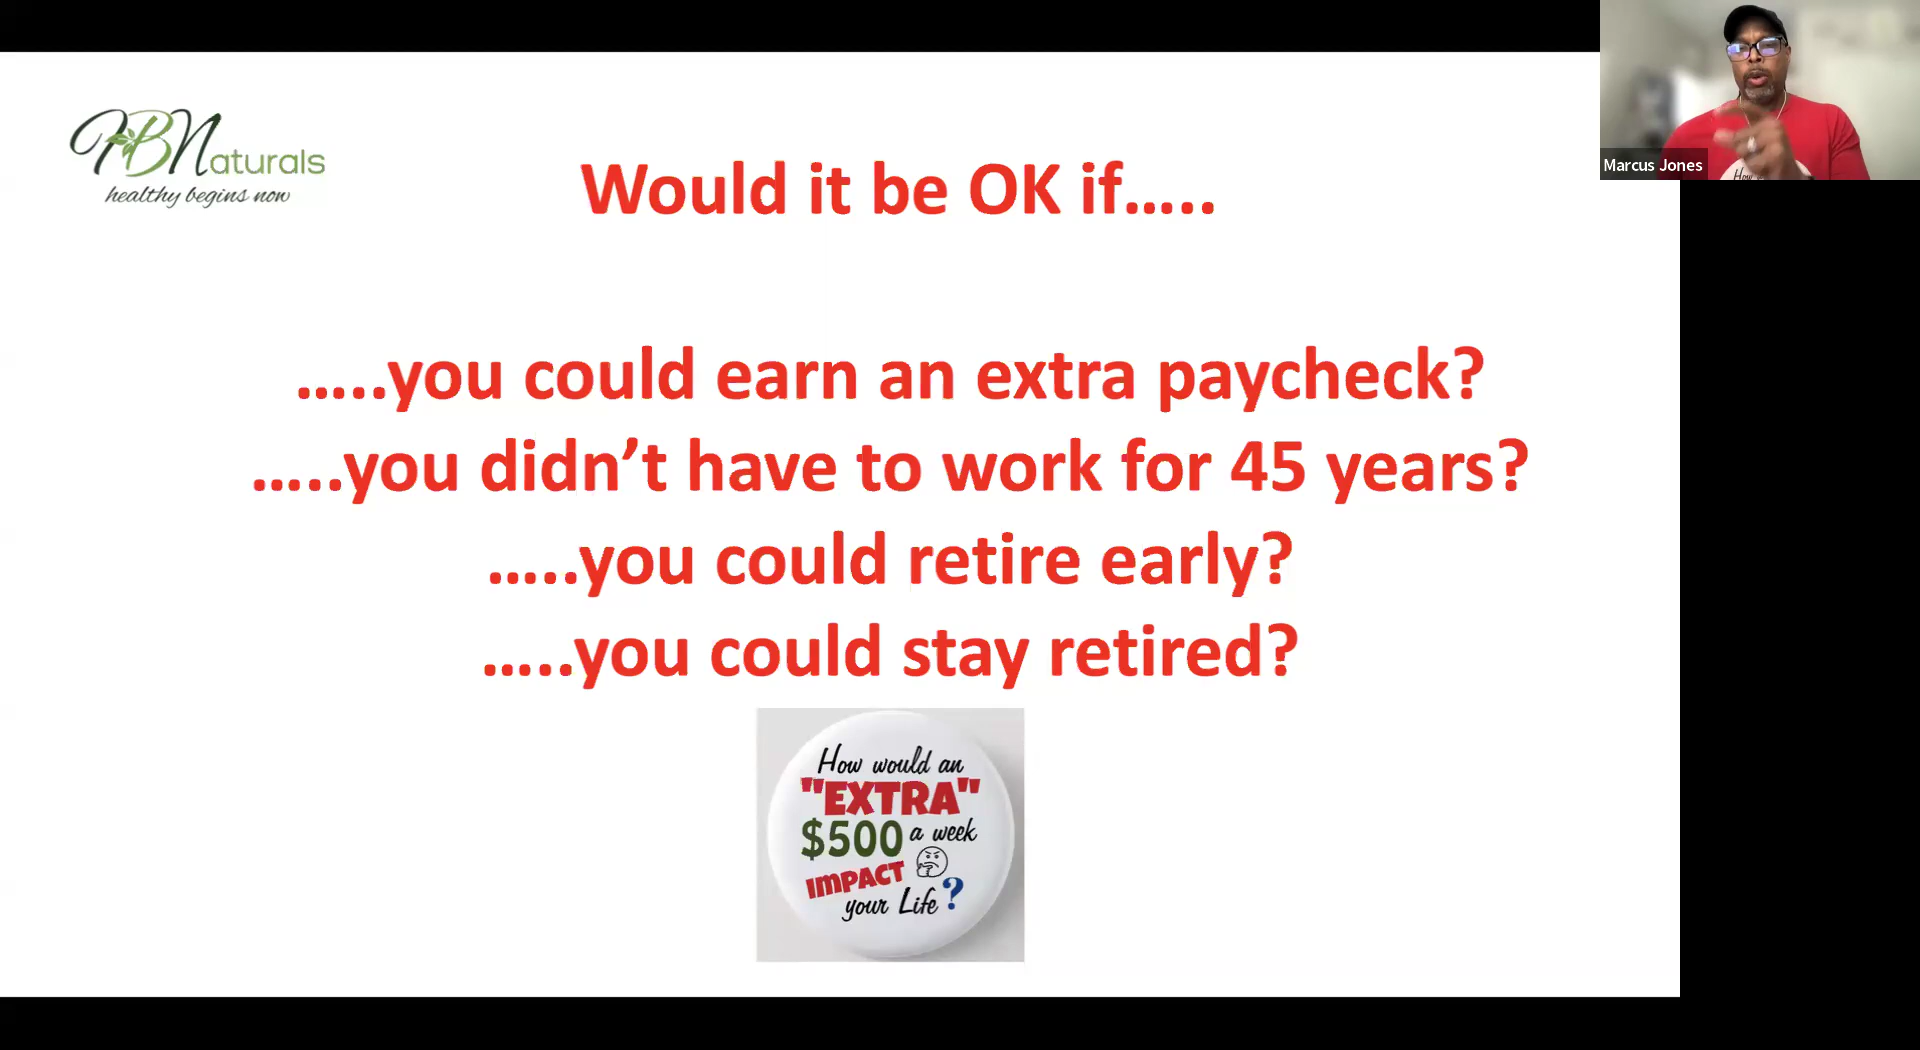 HBNaturals
healthy begins now
Would it be OK if.....
.....you could earn an extra paycheck?
.....you didn’t have to work for 45 years?
.....you could retire early?
.....you could stay retired?
How would an
"EXTRA"
$500 a week
IMPACT
your Life?
Marcus Jones
How